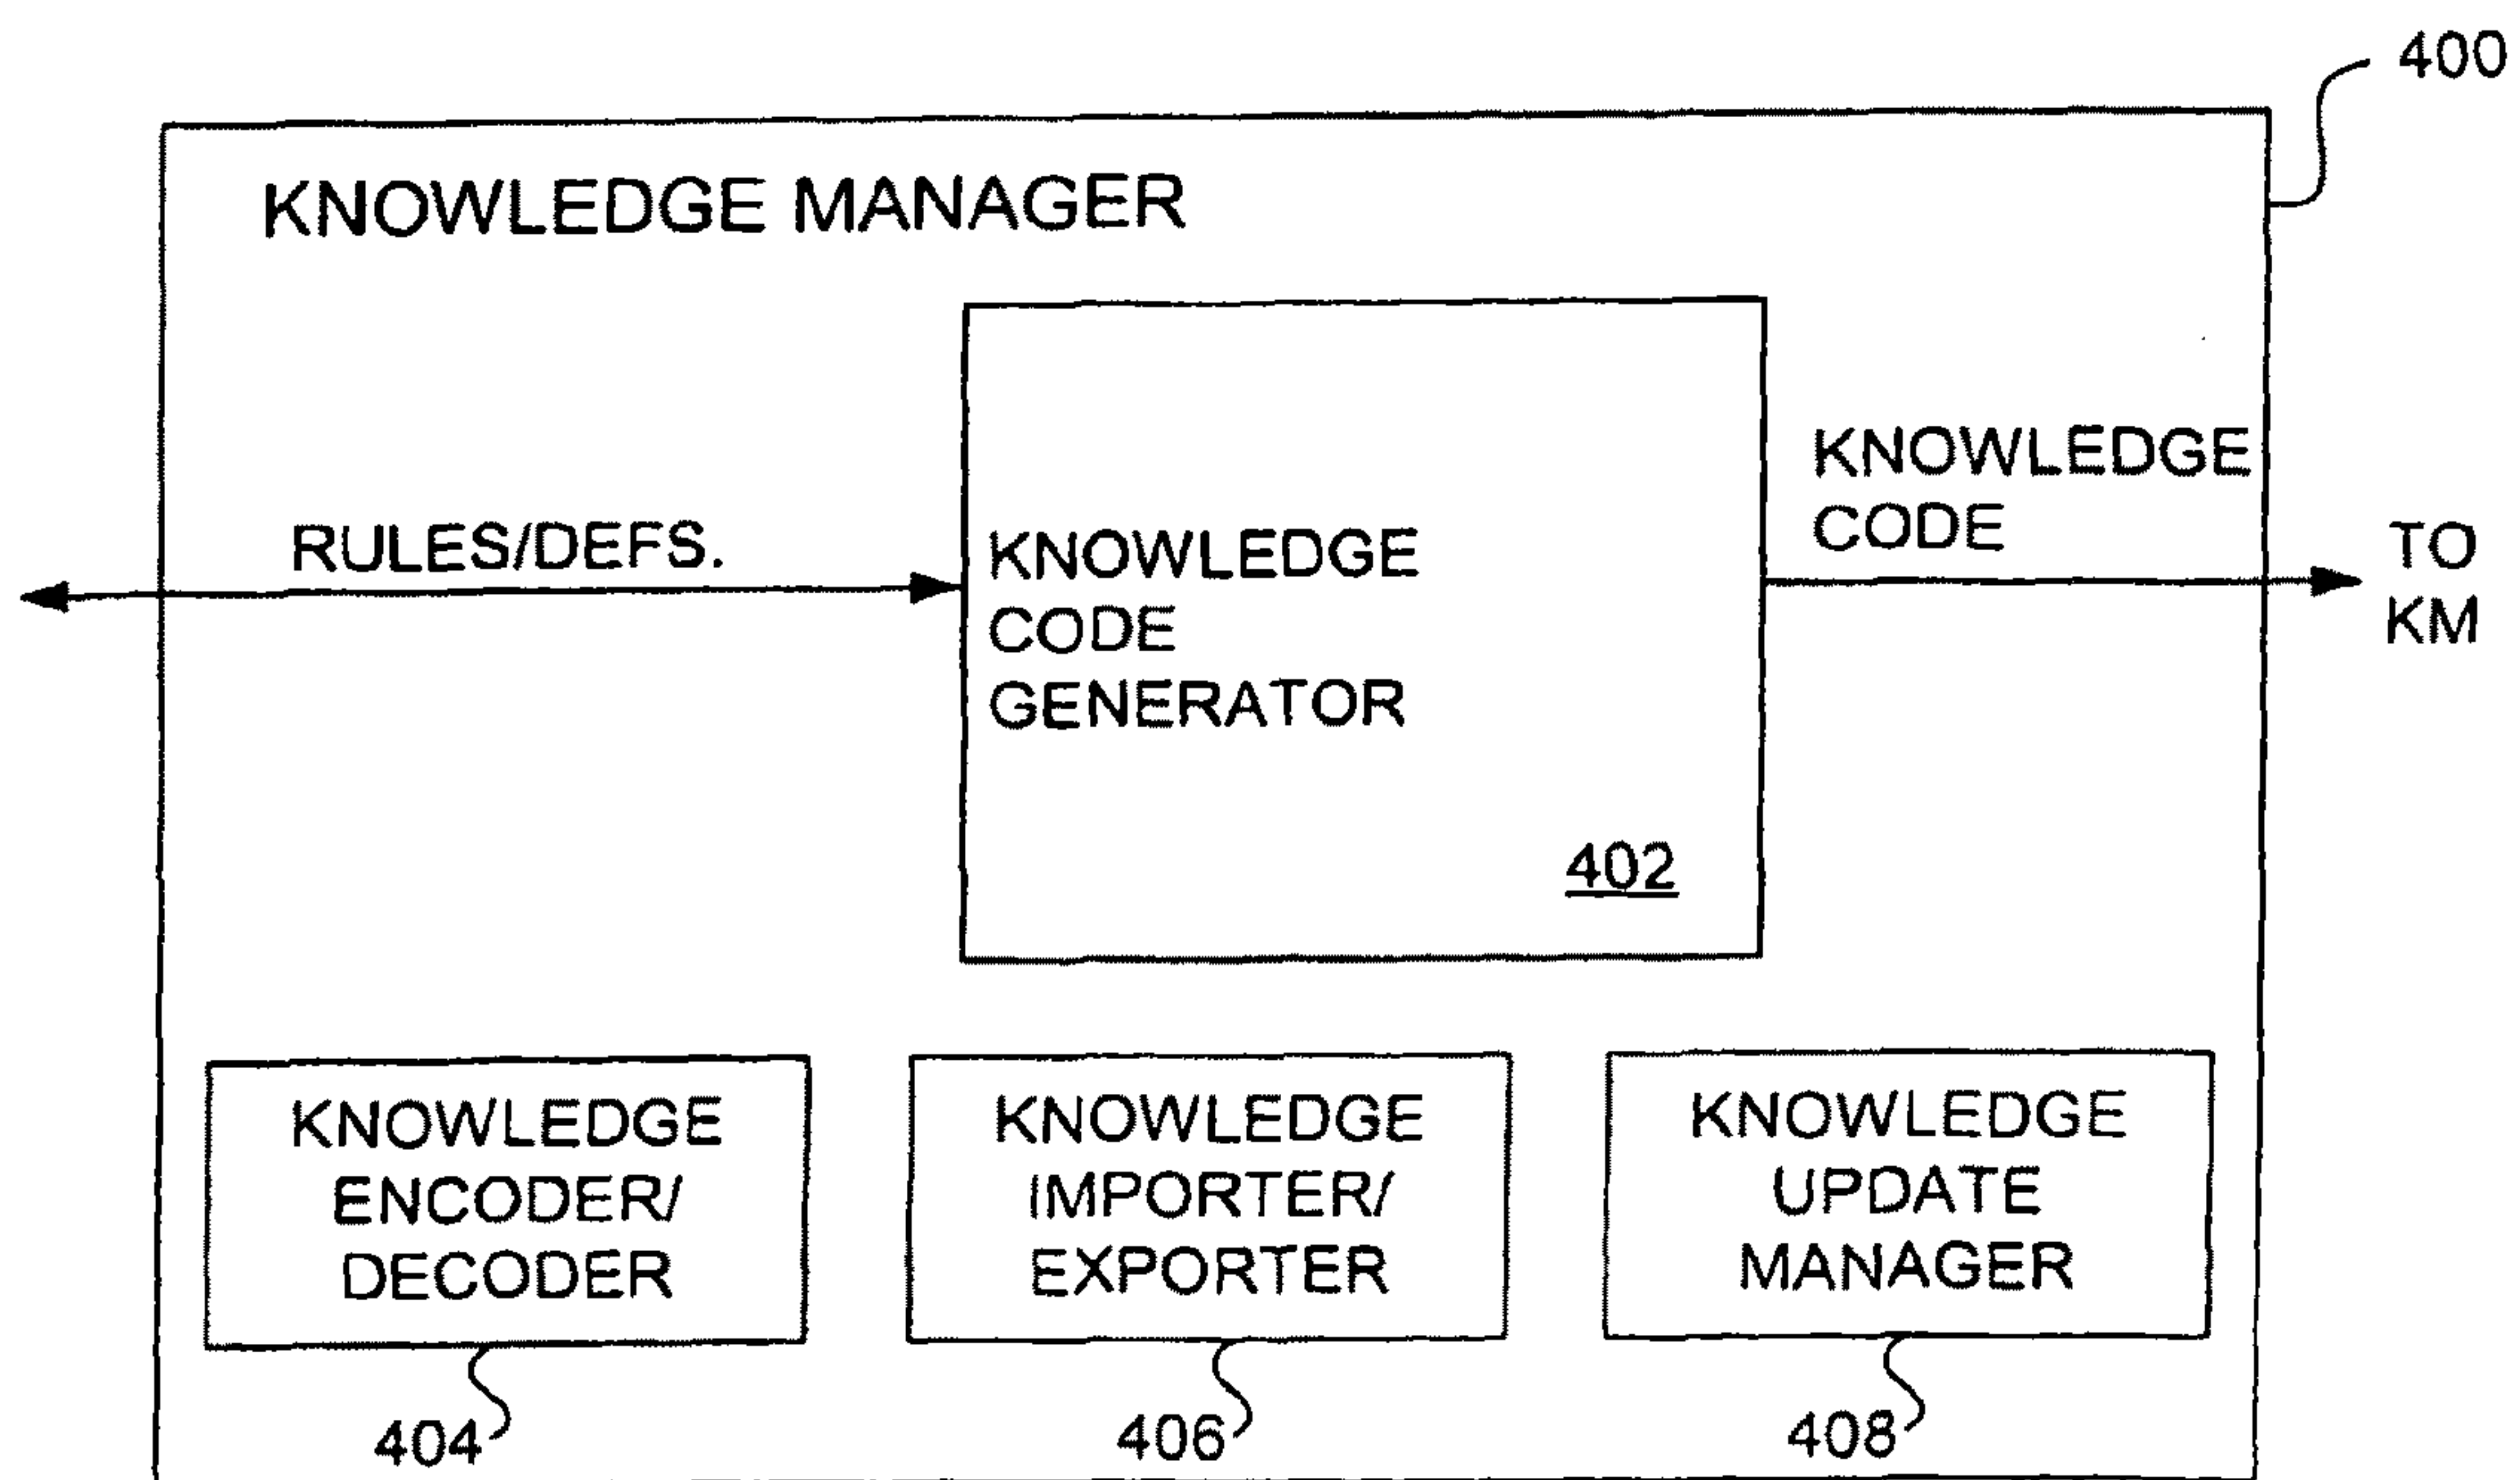 400
KNOWLEDGE MANAGER
RULES/DEFS.
KNOWLEDGE
CODE
GENERATOR
402
KNOWLEDGE
CODE
TO
KM
KNOWLEDGE
ENCODER/
DECODER
404
KNOWLEDGE
IMPORTER/
EXPORTER
406
KNOWLEDGE
UPDATE
MANAGER
408